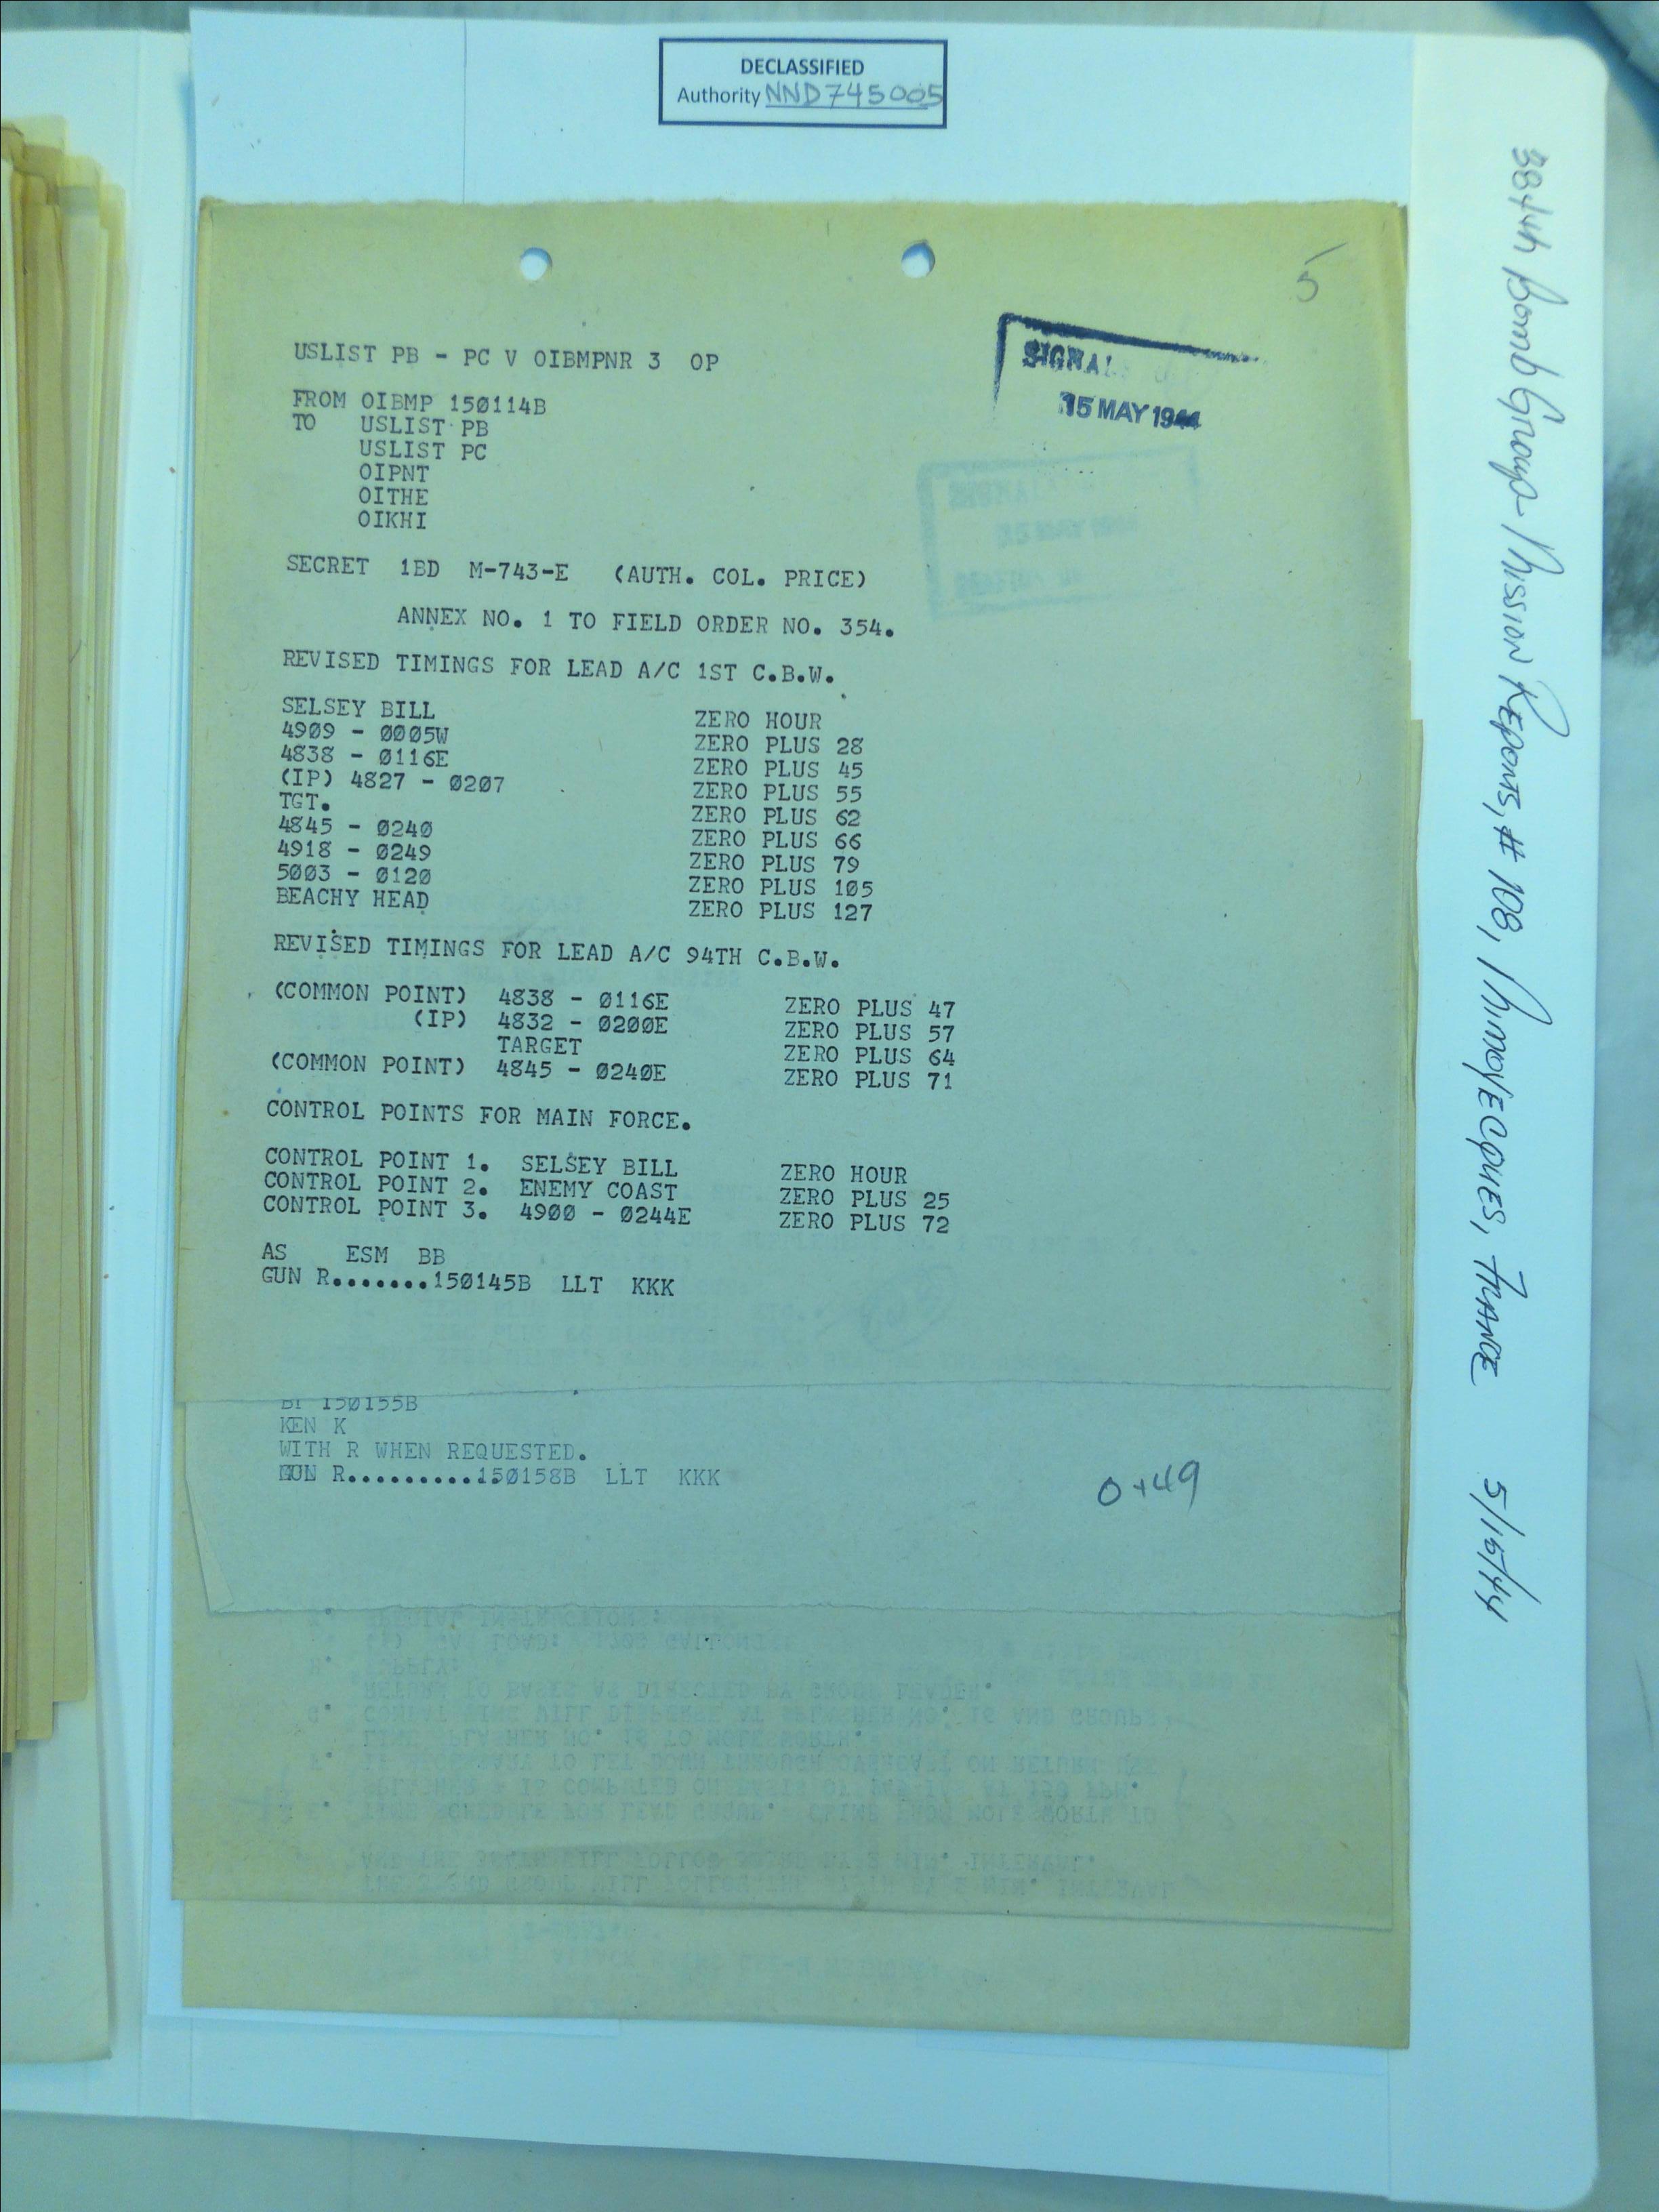 DECLASSIFIED
Authority NND745005
5
SIGNAL
15 MAY 1944
USLIST PB - PC V OIBMPNR 3 OP
FROM OIBMP 150114B
TO USLIST PB
USLIST PC
OIPNT
OITHE
OIKHI
SECRET 1BD M-743-E (AUTH. COL. PRICE)
ANNEX NO. 1 TO FIELD ORDER NO. 354.
REVISED TIMINGS FOR LEAD A/C 1ST C.B.W.
SELSEY BILL ZERO HOUR
4909 - 0005W ZERO PLUS 28
4838 - 0116E ZERO PLUS 45
(IP) 4827 - 0207 ZERO PLUS 55
TGT. ZERO PLUS 62
4845 - 0240 ZERO PLUS 66
4918 - 0249 ZERO PLUS 79
5003 - 0120 ZERO PLUS 105
BEACHY HEAD ZERO PLUS 127
REVISED TIMINGS FOR LEAD A/C 94TH C.B.W.
(COMMON POINT) 4838 - 0116E ZERO PLUS 47
(IP) 4832 - 0200E ZERO PLUS 57
TARGET ZERO PLUS 64
(COMMON POINT) 4845 - 0240E ZERO PLUS 71
CONTROL POINTS FOR MAIN FORCE.
CONTROL POINT 1. SELSEY BILL ZERO HOUR
CONTROL POINT 2. ENEMY COAST ZERO PLUS 25
CONTROL POINT 3. 4900 - 0244E ZERO PLUS 72
AS ESM BB
GUN R.......150145B LLT KKK
150155B
KEN K
WITH R WHEN REQUESTED.
R..........150158B LLT KKK
0+49
384th Bomb Group Mission Reports, # 108, Mimoyecques, France 5/15/44